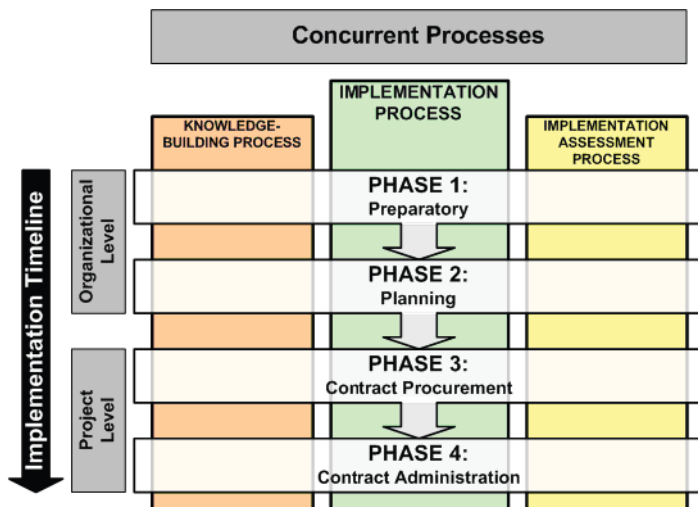 Concurrent Processes
KNOWLEDGE-
BUILDING PROCESS
IMPLEMENTATION
PROCESS
IMPLEMENTATION
ASSESSMENT
PROCESS
Implementation Timeline
Organizational
Level
PHASE 1:
Preparatory
PHASE 2:
Planning
Project
Level
PHASE 3:
Contract Procurement
PHASE 4:
Contract Administration